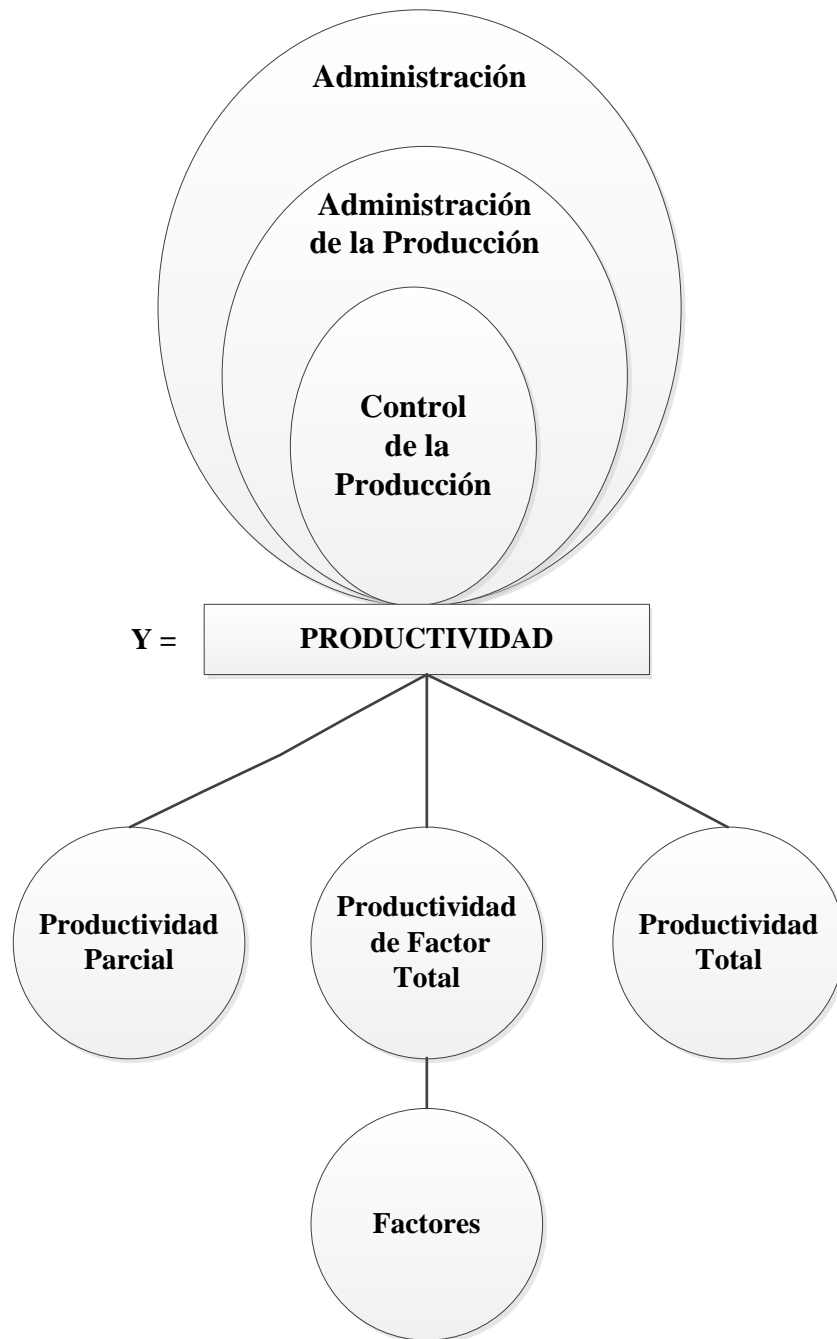 Administración
Administración
de la Producción
Control
de la
Producción
Y =
PRODUCTIVIDAD
Productividad
Parcial
Productividad
de Factor
Total
Productividad
Total
Factores